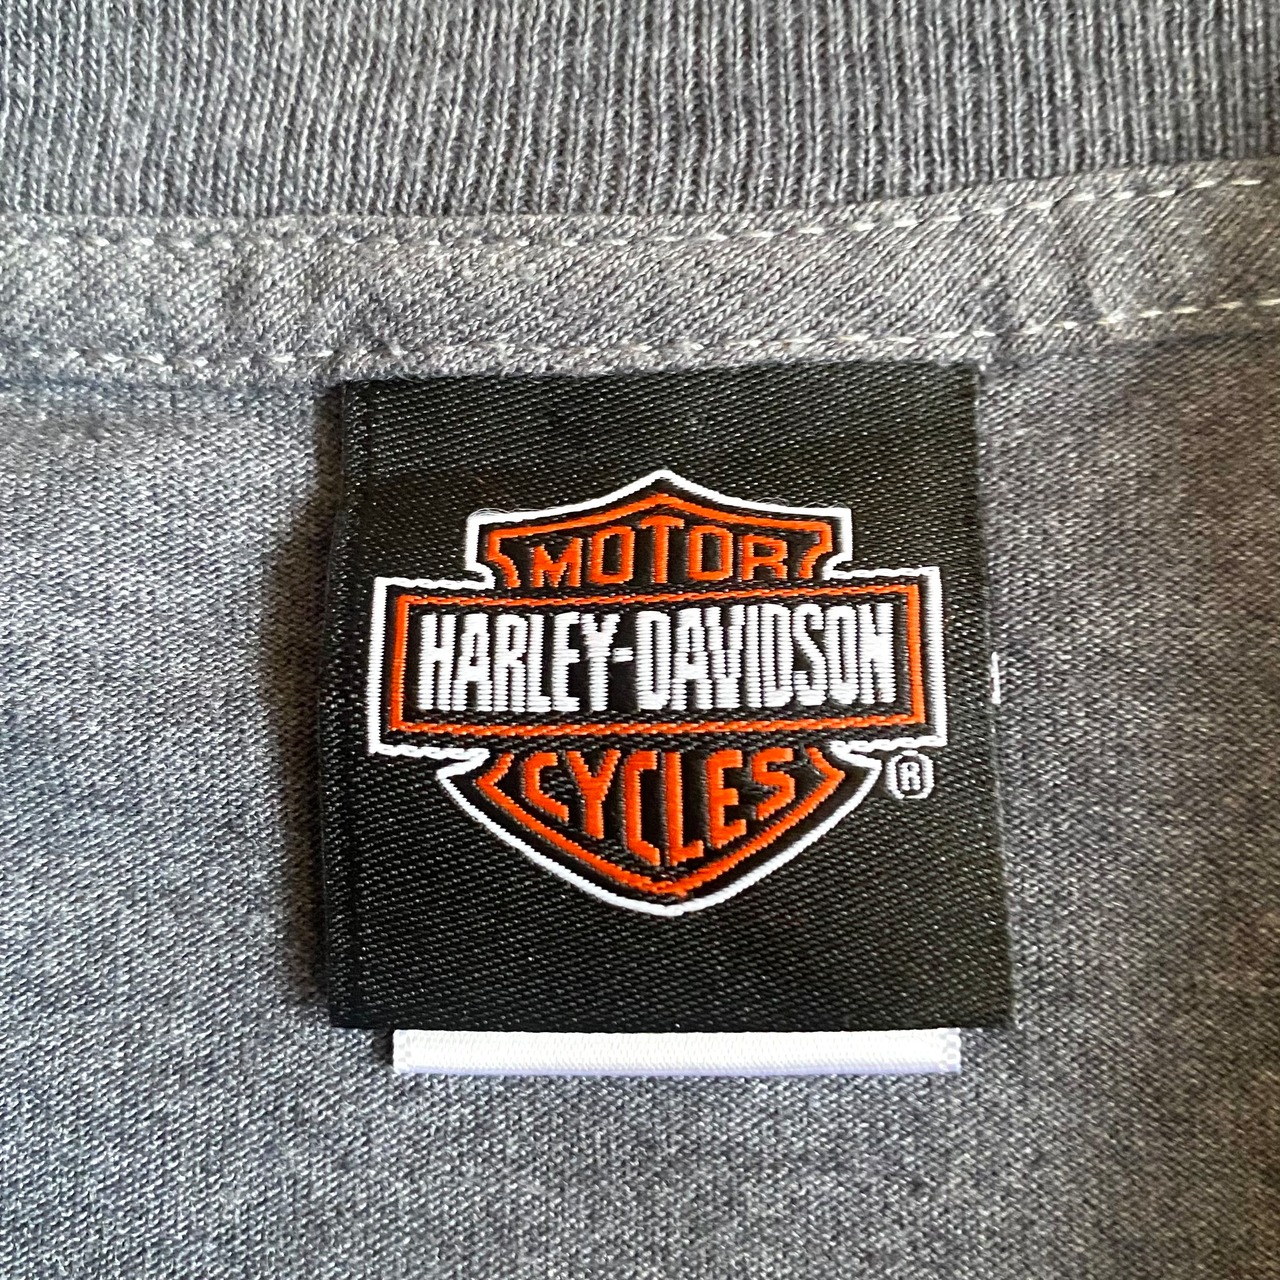 MOTOR
HARLEY-DAVIDSON
CYCLES
®